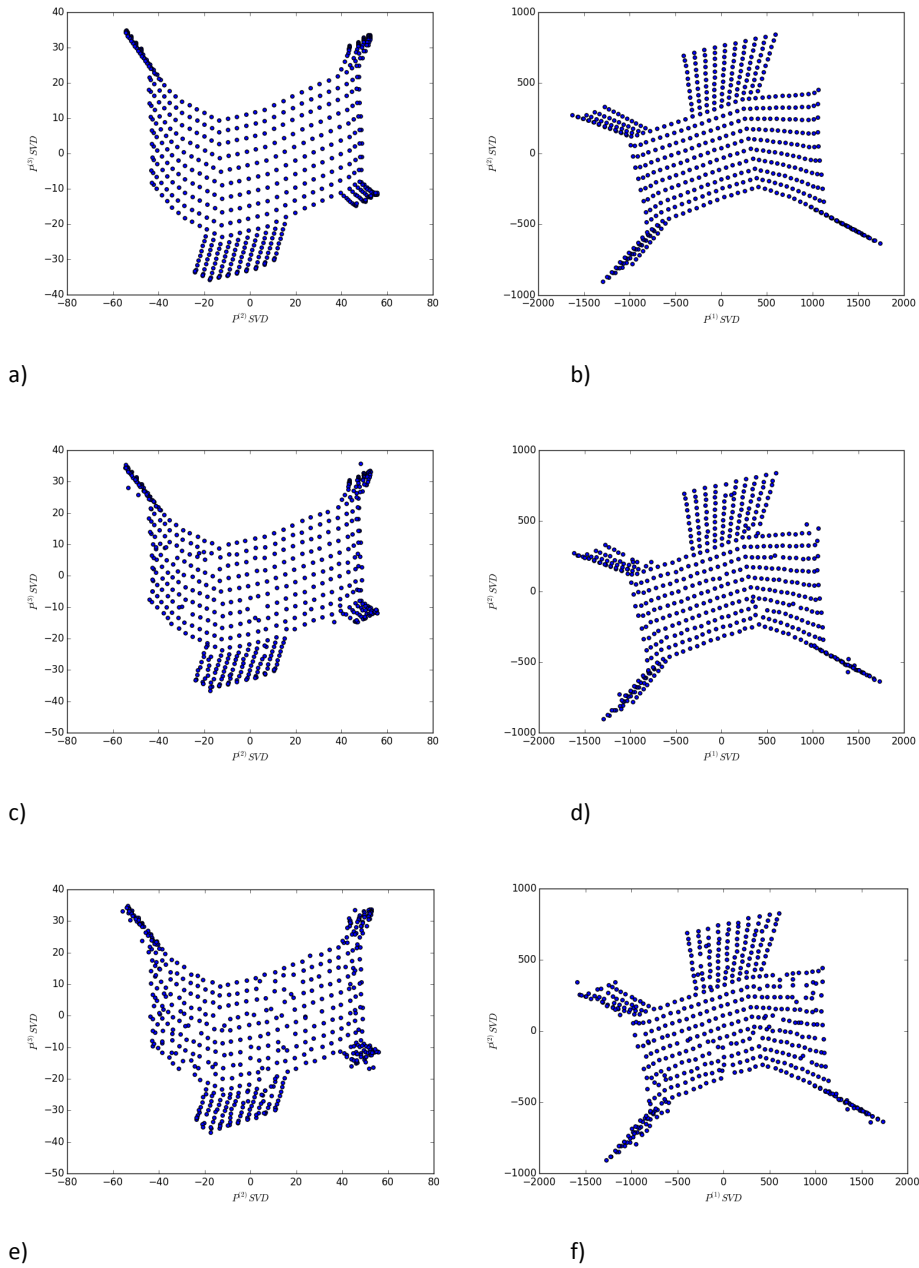 40
30
20
10
0
−10
−20
−30
−40
−80 −60 −40 −20 0 20 40 60 80
P⁽³⁾ SVD
P⁽²⁾ SVD
1000
500
0
−500
−1000
−2000 −1500 −1000 −500 0 500 1000 1500 2000
P⁽²⁾ SVD
P⁽¹⁾ SVD
a)
b)
40
30
20
10
0
−10
−20
−30
−40
−50
−80 −60 −40 −20 0 20 40 60 80
P⁽³⁾ SVD
P⁽²⁾ SVD
1000
500
0
−500
−1000
−2000 −1500 −1000 −500 0 500 1000 1500 2000
P⁽²⁾ SVD
P⁽¹⁾ SVD
c)
d)
40
30
20
10
0
−10
−20
−30
−40
−50
−80 −60 −40 −20 0 20 40 60 80
P⁽³⁾ SVD
P⁽²⁾ SVD
1000
500
0
−500
−1000
−2000 −1500 −1000 −500 0 500 1000 1500 2000
P⁽²⁾ SVD
P⁽¹⁾ SVD
e)
f)